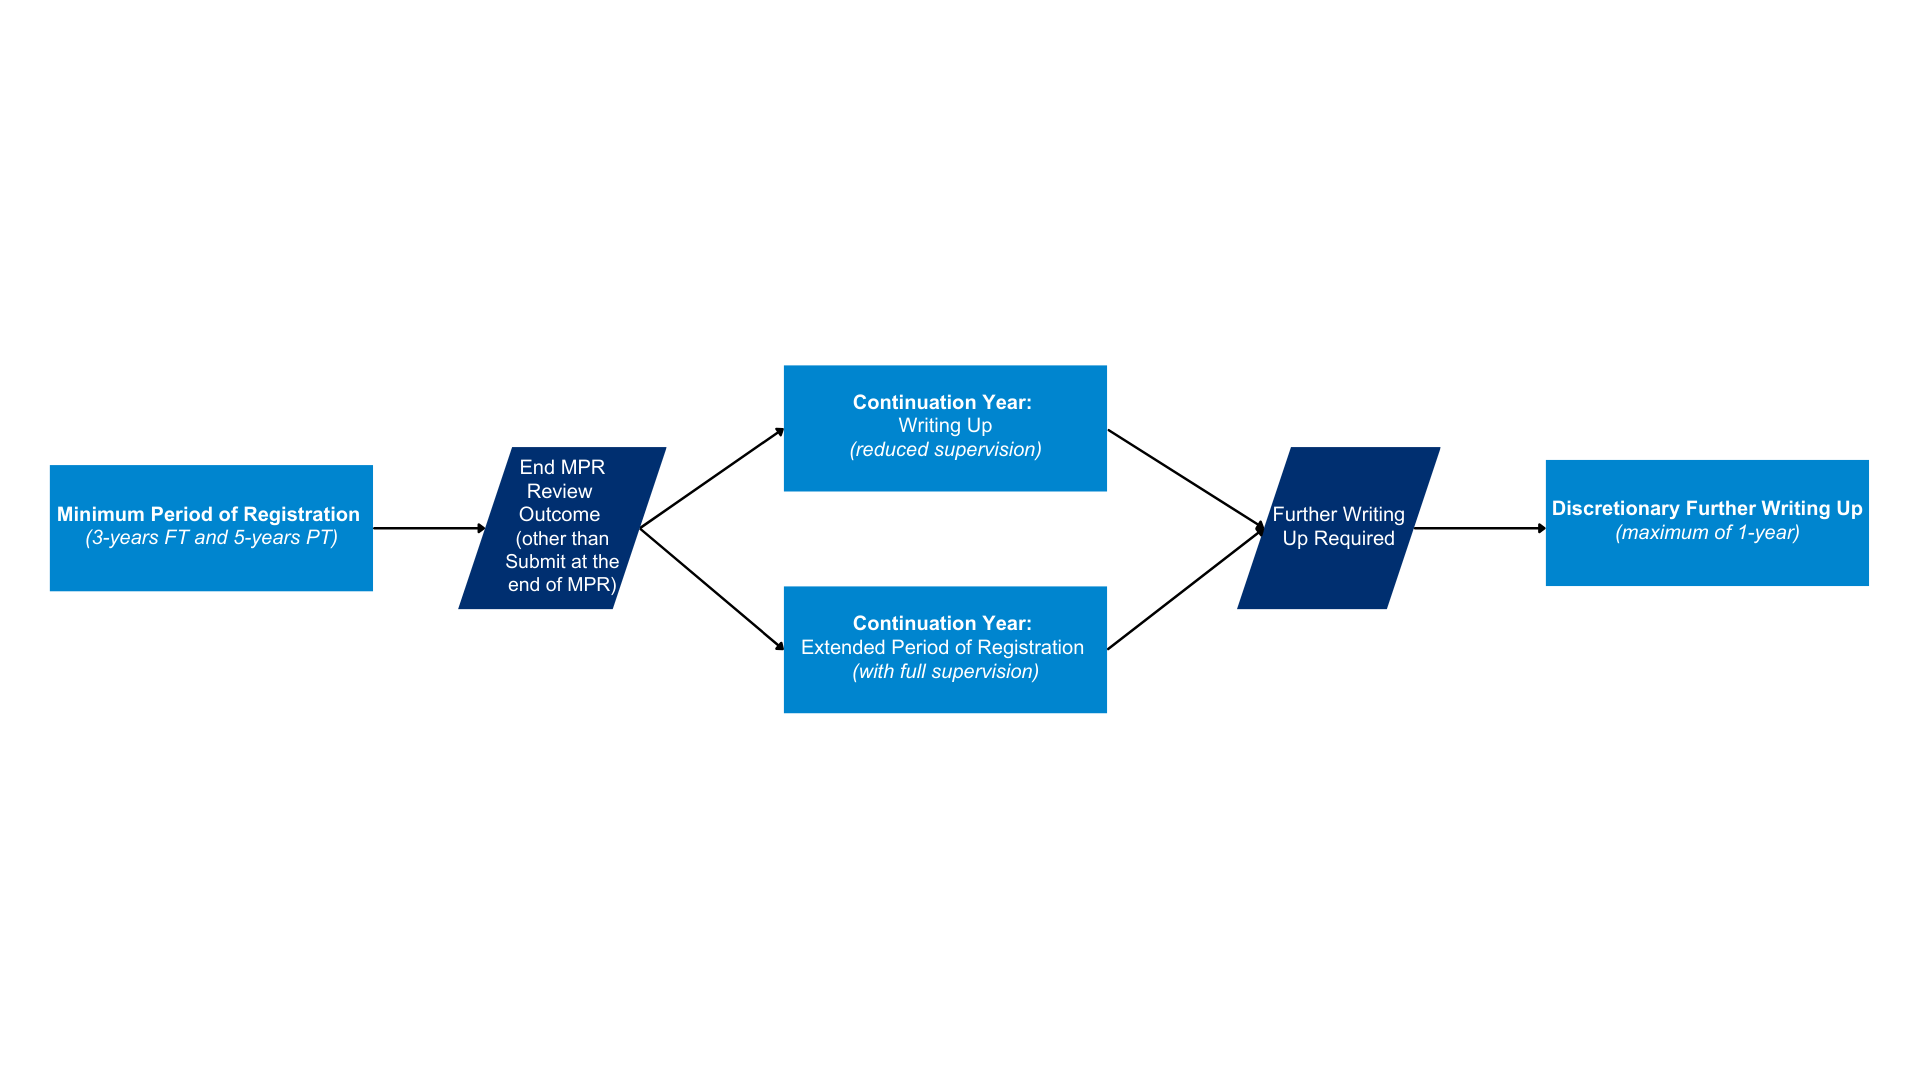 Minimum Period of Registration
(3-years FT and 5-years PT)
End MPR
Review
Outcome
(other than
Submit at the
end of MPR)
Continuation Year:
Writing Up
(reduced supervision)
Continuation Year:
Extended Period of Registration
(with full supervision)
Further Writing
Up Required
Discretionary Further Writing Up
(maximum of 1-year)